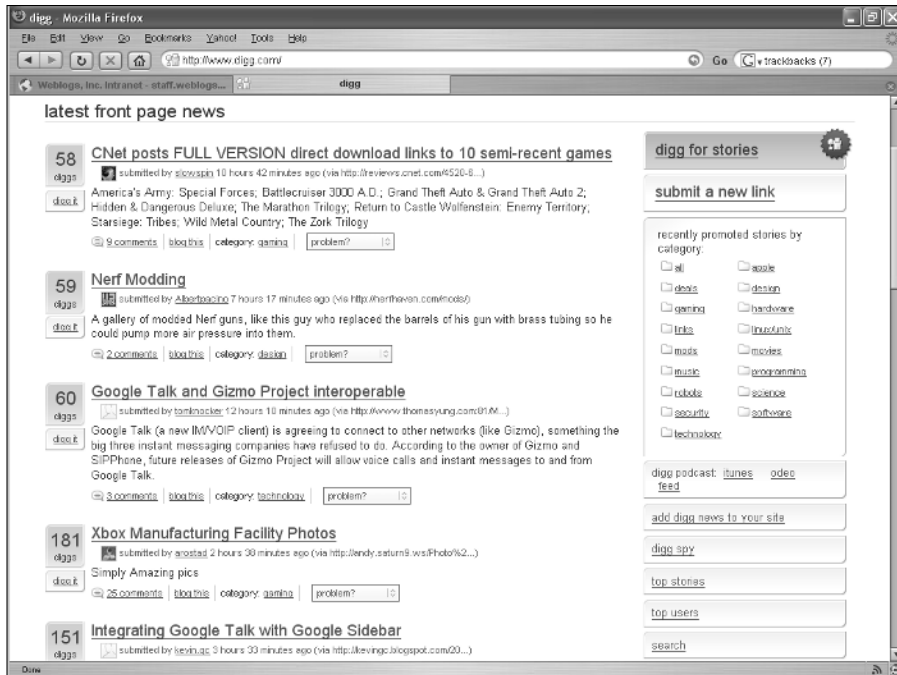 digg - Mozilla Firefox
File Edit View Go Bookmarks Yahoo! Tools Help
http://www.digg.com/
Go
trackbacks (7)
Weblogs, Inc. Intranet - staff.weblogs...
digg
latest front page news
58
diggs
digg it
CNet posts FULL VERSION direct download links to 10 semi-recent games
submitted by slowspin 10 hours 42 minutes ago (via http://reviews.cnet.com/4520-6...)
America's Army: Special Forces; Battlecruiser 3000 A.D.; Grand Theft Auto & Grand Theft Auto 2;
Hidden & Dangerous Deluxe; The Marathon Trilogy; Return to Castle Wolfenstein: Enemy Territory;
Starsiege: Tribes; Wild Metal Country; The Zork Trilogy
9 comments blog this category: gaming problem?
59
diggs
digg it
Nerf Modding
submitted by Albertpacino 7 hours 17 minutes ago (via http://nerfhaven.com/mods/)
A gallery of modded Nerf guns, like this guy who replaced the barrels of his gun with brass tubing so he
could pump more air pressure into them.
2 comments blog this category: design problem?
60
diggs
digg it
Google Talk and Gizmo Project interoperable
submitted by tomknocker 12 hours 10 minutes ago (via http://www.thomasyung.com:81/M...)
Google Talk (a new IM/VOIP client) is agreeing to connect to other networks (like Gizmo), something the
big three instant messaging companies have refused to do. According to the owner of Gizmo and
SIPPhone, future releases of Gizmo Project will allow voice calls and instant messages to and from
Google Talk.
3 comments blog this category: technology problem?
181
diggs
digg it
Xbox Manufacturing Facility Photos
submitted by arostad 2 hours 38 minutes ago (via http://andy.saturn9.ws/Photo%2...)
Simply Amazing pics
25 comments blog this category: gaming problem?
151
diggs
Integrating Google Talk with Google Sidebar
submitted by kevin.gc 3 hours 33 minutes ago (via http://kevingc.blogspot.com/20...)
digg for stories
submit a new link
recently promoted stories by
category:
all apple
deals design
gaming hardware
links linux/unix
mods movies
music programming
robots science
security software
technology
digg podcast: itunes odeo
feed
add digg news to your site
digg spy
top stories
top users
search
Done